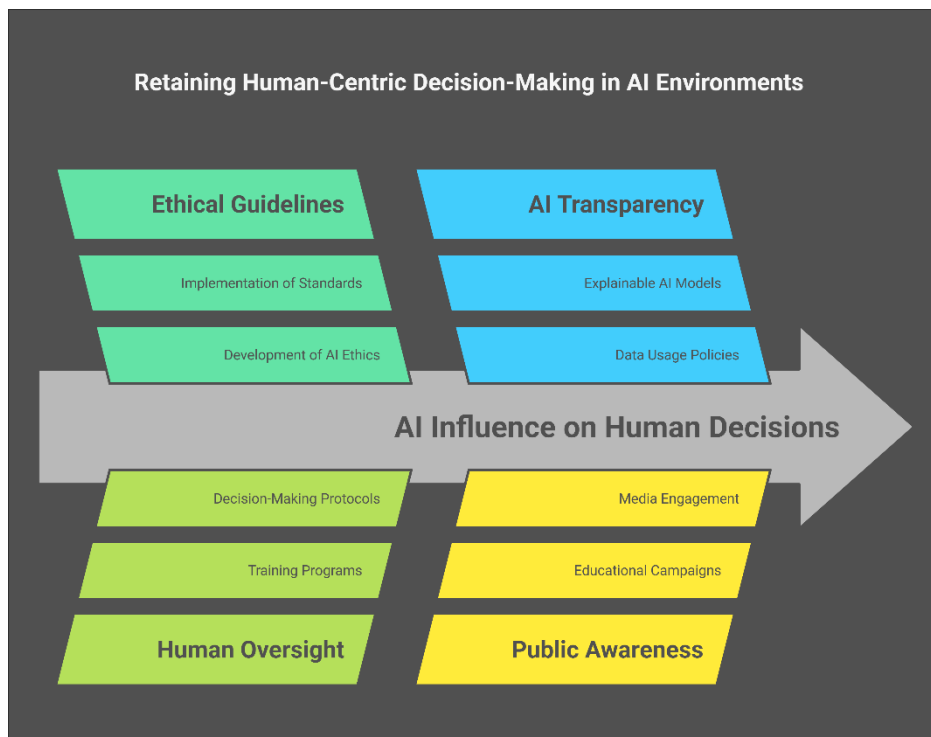 Retaining Human-Centric Decision-Making in AI Environments
Ethical Guidelines
Implementation of Standards
Development of AI Ethics
AI Transparency
Explainable AI Models
Data Usage Policies
AI Influence on Human Decisions
Decision-Making Protocols
Training Programs
Human Oversight
Media Engagement
Educational Campaigns
Public Awareness